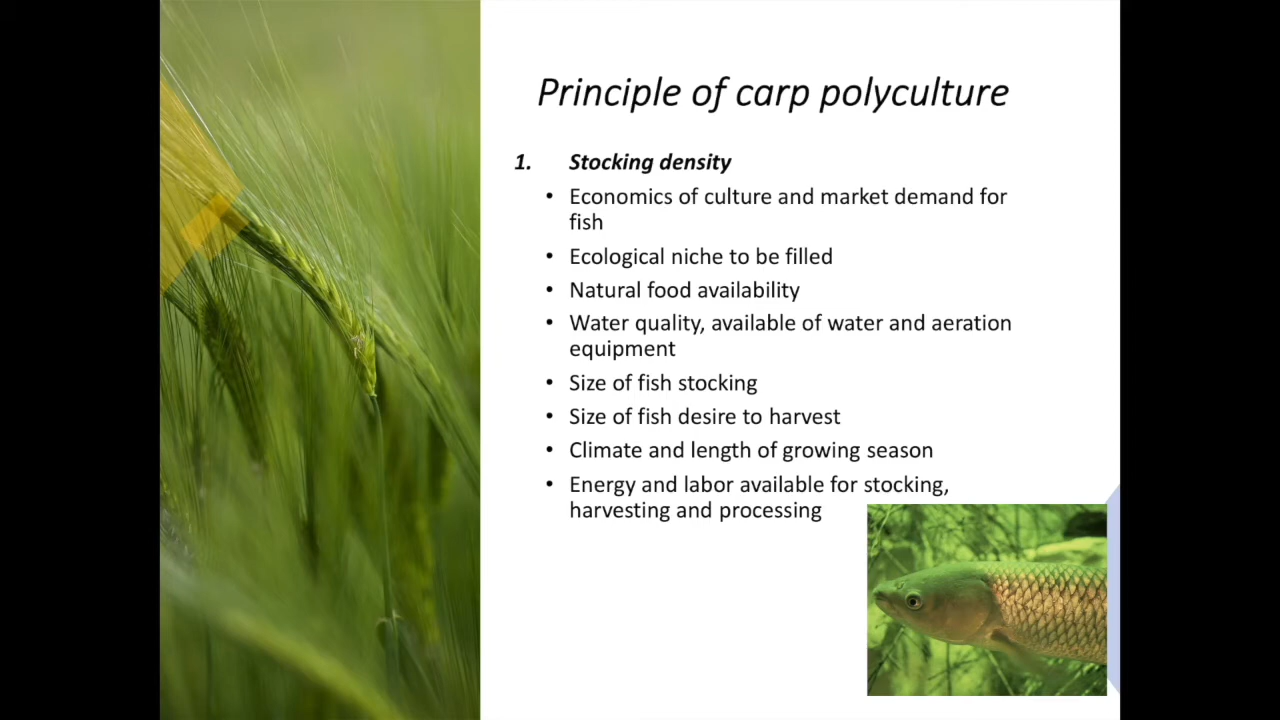 Principle of carp polyculture
1. Stocking density
• Economics of culture and market demand for
fish
• Ecological niche to be filled
• Natural food availability
• Water quality, available of water and aeration
equipment
• Size of fish stocking
• Size of fish desire to harvest
• Climate and length of growing season
• Energy and labor available for stocking,
harvesting and processing